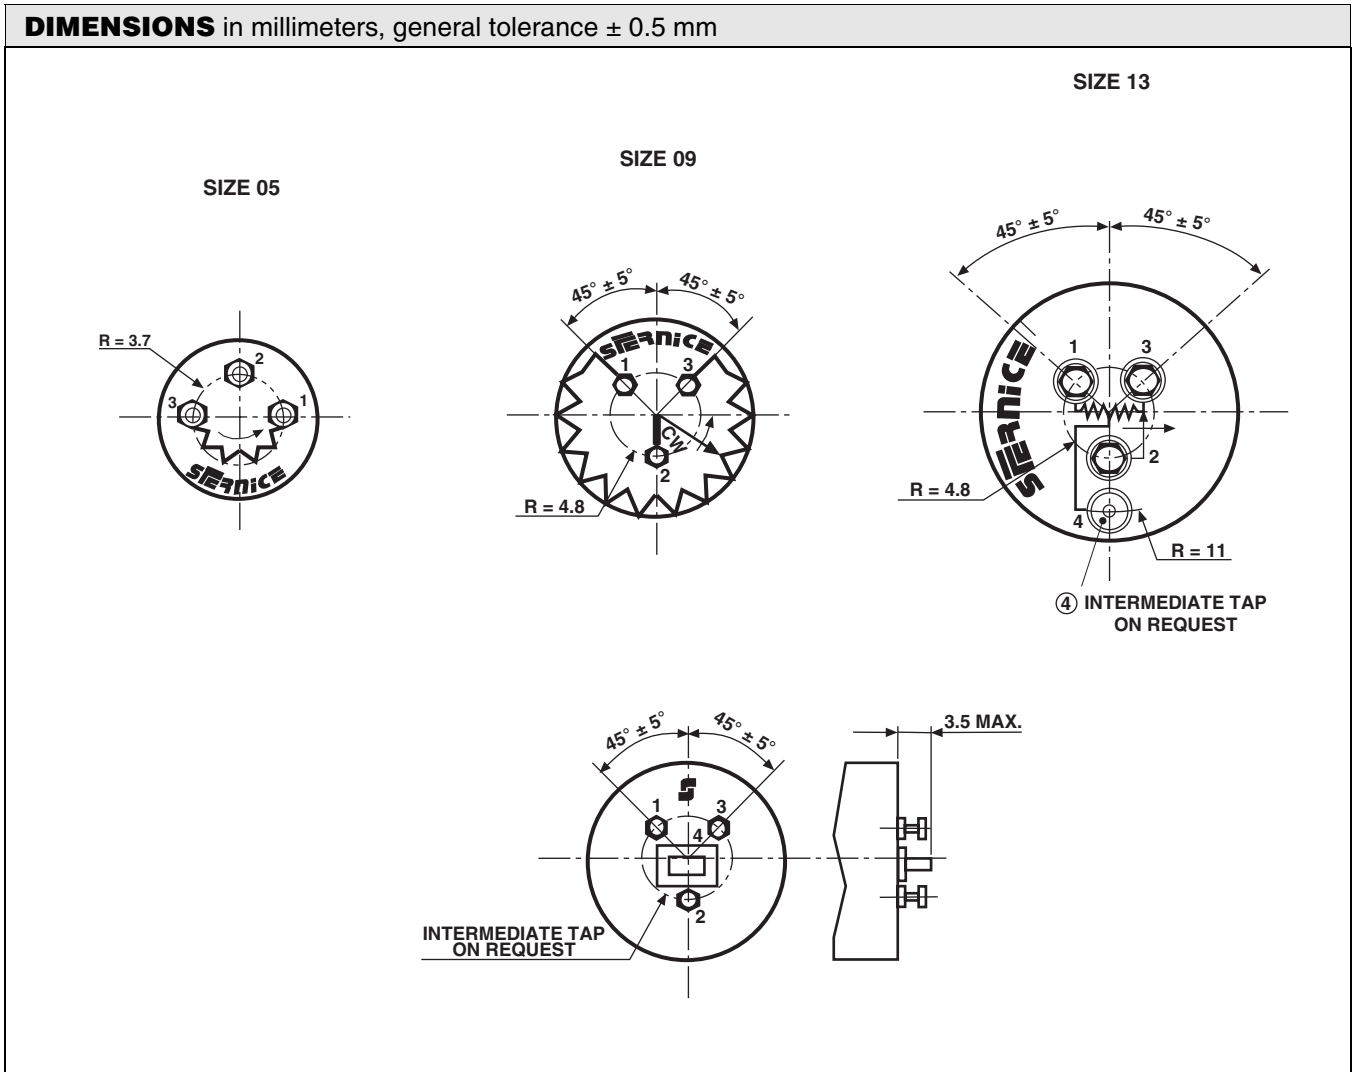 DIMENSIONS in millimeters, general tolerance ± 0.5 mm
SIZE 05
R = 3.7
2
3
1
SFERNICE
SIZE 09
45° ± 5°
45° ± 5°
SFERNICE
1
3
CW
2
R = 4.8
SIZE 13
45° ± 5°
45° ± 5°
SFERNICE
1
3
2
R = 4.8
4
R = 11
4 INTERMEDIATE TAP
ON REQUEST
45° ± 5°
45° ± 5°
S
1
3
4
2
INTERMEDIATE TAP
ON REQUEST
3.5 MAX.